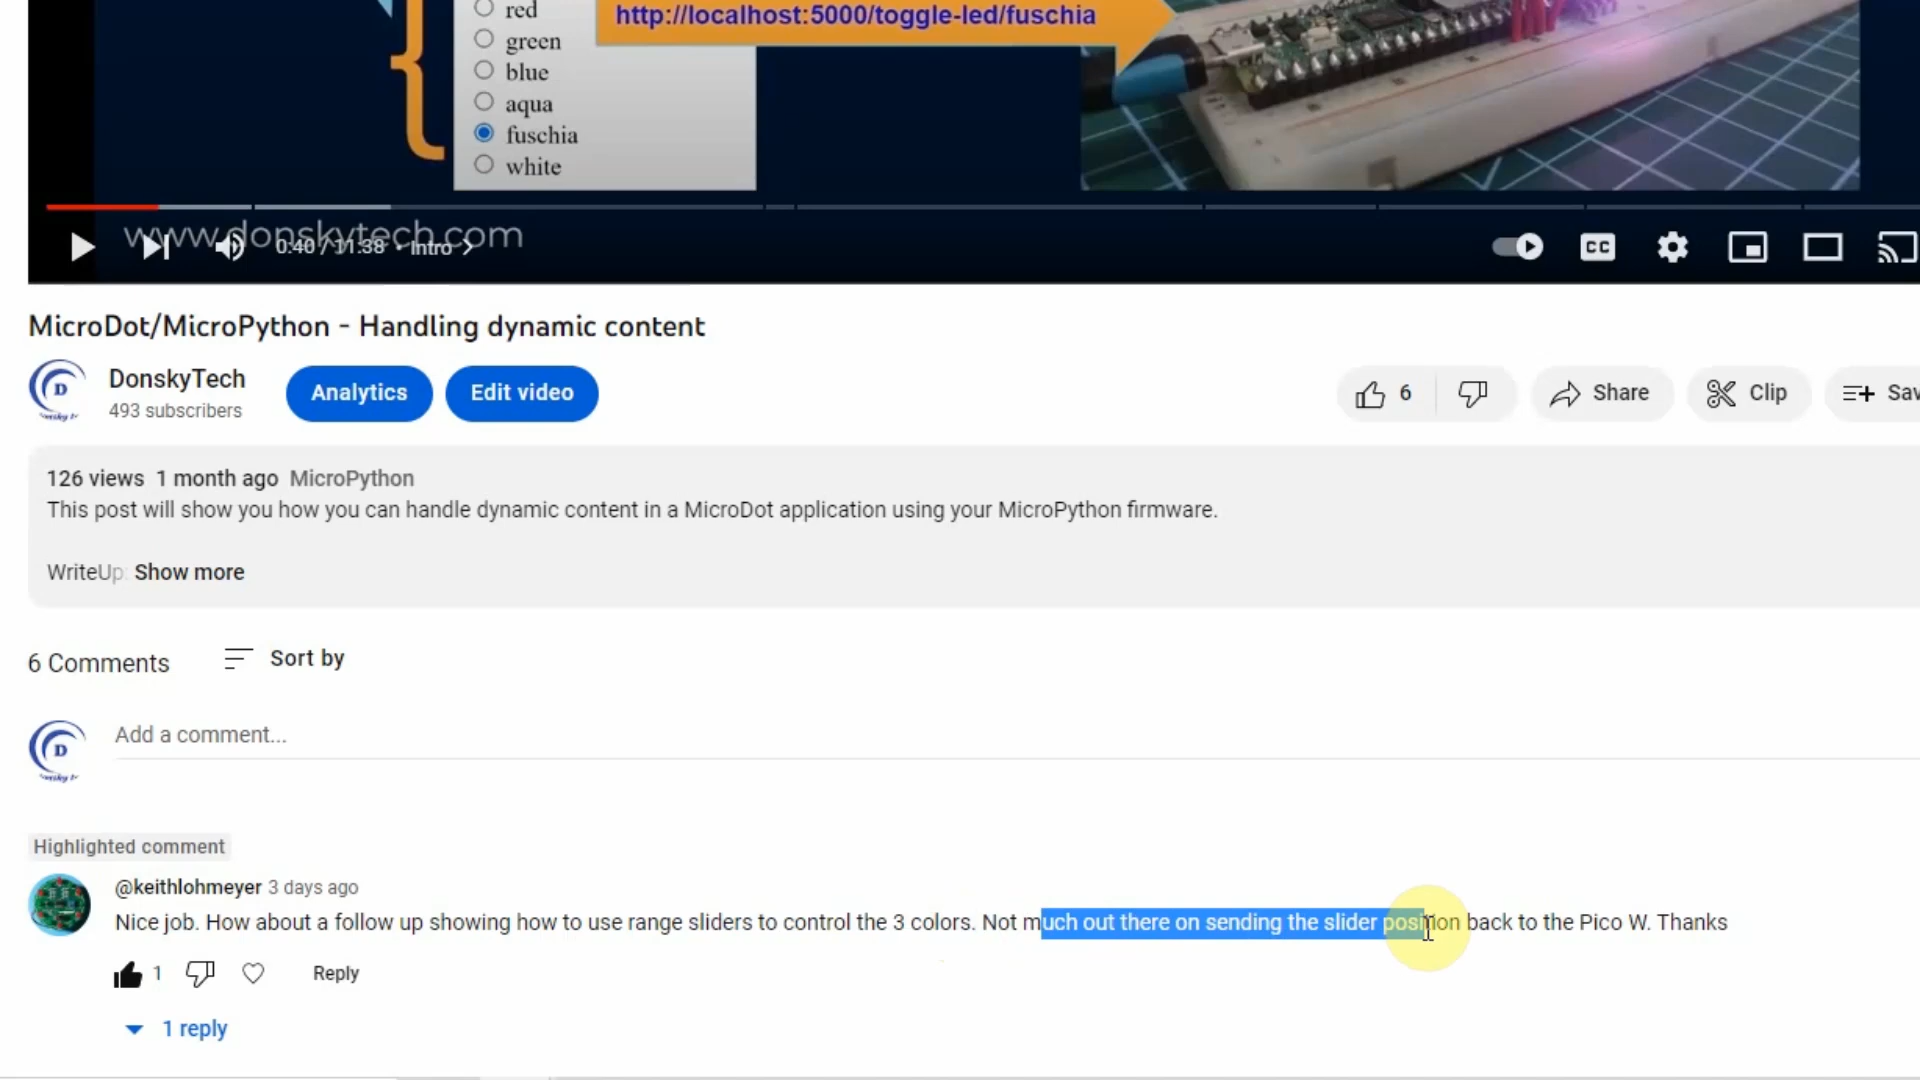 red
http://localhost:5000/toggle-led/fuschia
green
blue
aqua
fuschia
white
www.donskytech.com
0:40 / 11:38 • Intro
CC
MicroDot/MicroPython - Handling dynamic content
D
DonskyTech
493 subscribers
Analytics
Edit video
6
Share
Clip
Sav
126 views 1 month ago MicroPython
This post will show you how you can handle dynamic content in a MicroDot application using your MicroPython firmware.
WriteUp: Show more
6 Comments
Sort by
D
Add a comment...
Highlighted comment
@keithlohmeyer 3 days ago
Nice job. How about a follow up showing how to use range sliders to control the 3 colors. Not much out there on sending the slider position back to the Pico W. Thanks
1
Reply
1 reply